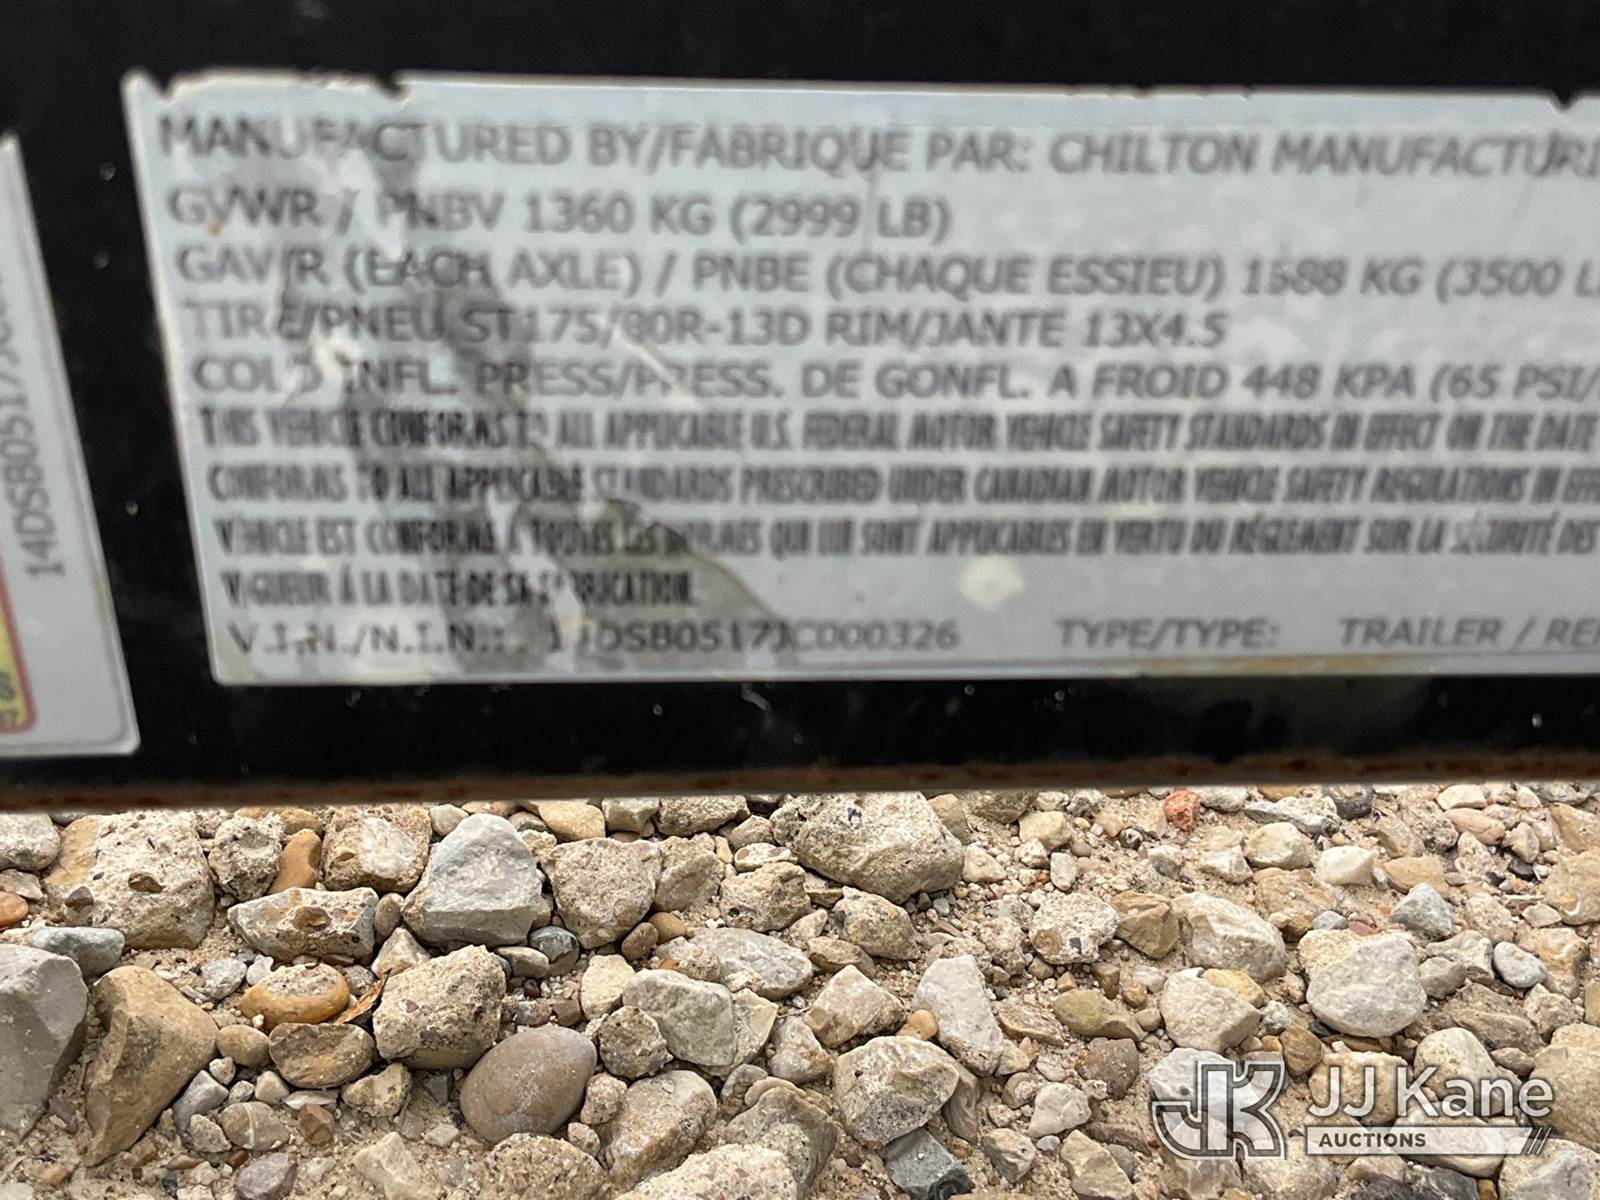 MANUFACTURED BY/FABRIQUE PAR: CHILTON MANUFACTURI
GVWR / PNBV 1360 KG (2999 LB)
GAWR (EACH AXLE) / PNBE (CHAQUE ESSIEU) 1588 KG (3500 L
TIRE/PNEU ST175/80R-13D RIM/JANTE 13X4.5
COLD INFL. PRESS/PRESS. DE GONFL. A FROID 448 KPA (65 PSI/
THIS VEHICLE CONFORMS TO ALL APPLICABLE U.S. FEDERAL MOTOR VEHICLE SAFETY STANDARDS IN EFFECT ON THE DATE
CONFORMS TO ALL APPLICABLE STANDARDS PRESCRIBED UNDER CANADIAN MOTOR VEHICLE SAFETY REGULATIONS IN EFF
VÉHICLE EST CONFORME A TOUTES LES NORMES QUI LUI SONT APPLICABLES EN VERTU DU RÉGLEMENT SUR LA SÉCURITÉ DES
VIGUEUR Á LA DATE DE SA FABRICATION.
V.I.N./N.I.N.: 14DSB0517JC000326 TYPE/TYPE: TRAILER / RE
14DSB0517JC
JJ Kane
AUCTIONS